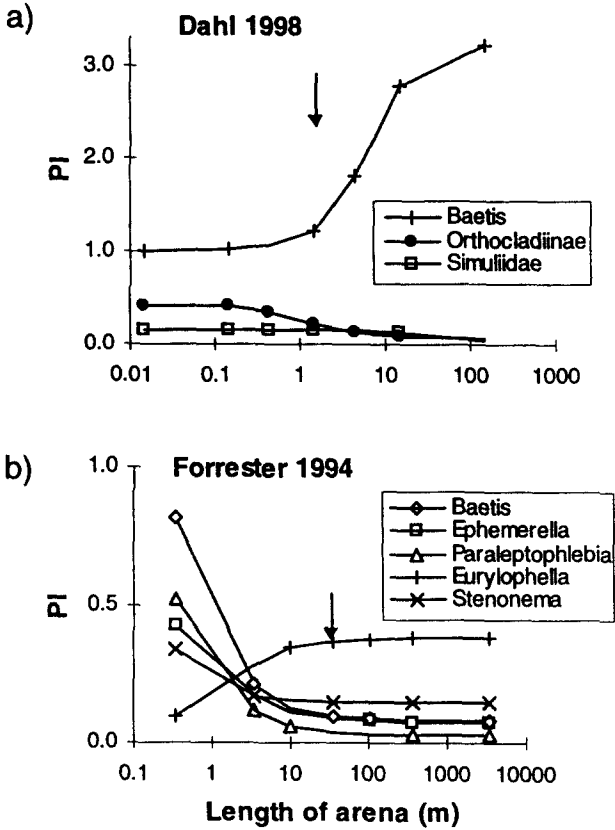 a)
Dahl 1998
3.0
2.0
1.0
0.0
PI
Baetis
Orthocladiinae
Simuliidae
0.01 0.1 1 10 100 1000
b)
Forrester 1994
1.0
0.5
0.0
PI
Baetis
Ephemerella
Paraleptophlebia
Eurylophella
Stenonema
0.1 1 10 100 1000 10000
Length of arena (m)